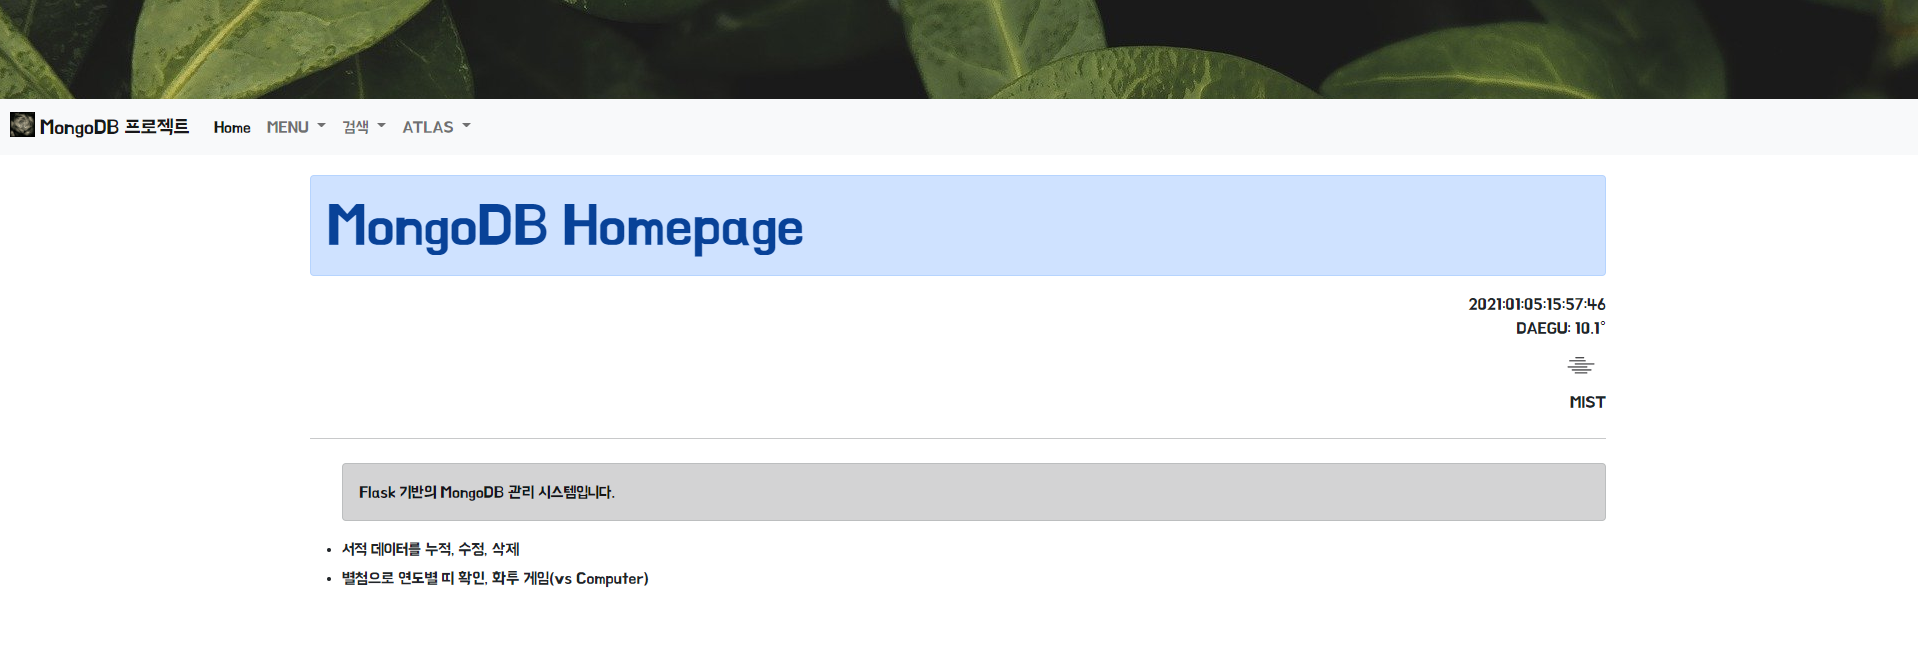 MongoDB 프로젝트 Home MENU 검색 ATLAS
MongoDB Homepage
2021:01:05:15:57:46
DAEGU: 10.1°
MIST
Flask 기반의 MongoDB 관리 시스템입니다.
서적 데이터를 누적, 수정, 삭제
별첨으로 연도별 띠 확인, 화투 게임(vs Computer)